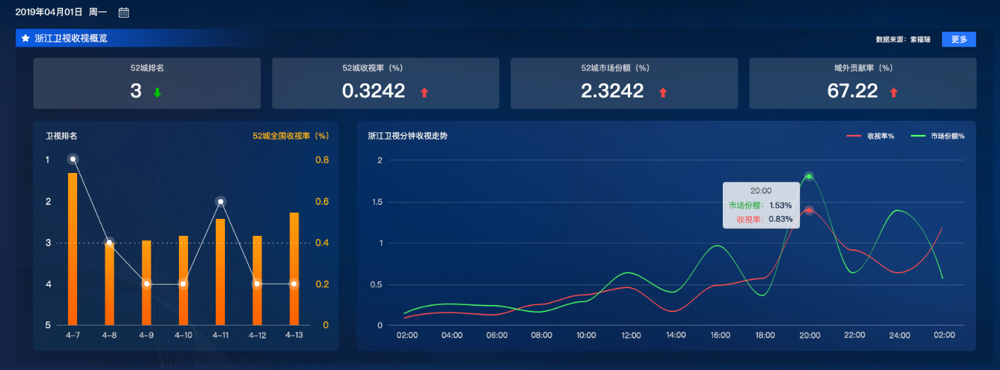 2019年04月01日 周一
浙江卫视收视概览
数据来源：索福瑞
更多
52城排名
3
52城收视率（%）
0.3242
52城市场份额（%）
2.3242
域外贡献率（%）
67.22
卫视排名
52城全国收视率（%）
1
2
3
4
5
0.8
0.6
0.4
0.2
0
4–7 4–8 4–9 4–10 4–11 4–12 4–13
浙江卫视分钟收视走势
收视率% 市场份额%
2
1.5
1
0.5
0
20:00
市场份额：1.53%
收视率：0.83%
02:00 04:00 06:00 08:00 10:00 12:00 14:00 16:00 18:00 20:00 22:00 24:00 02:00